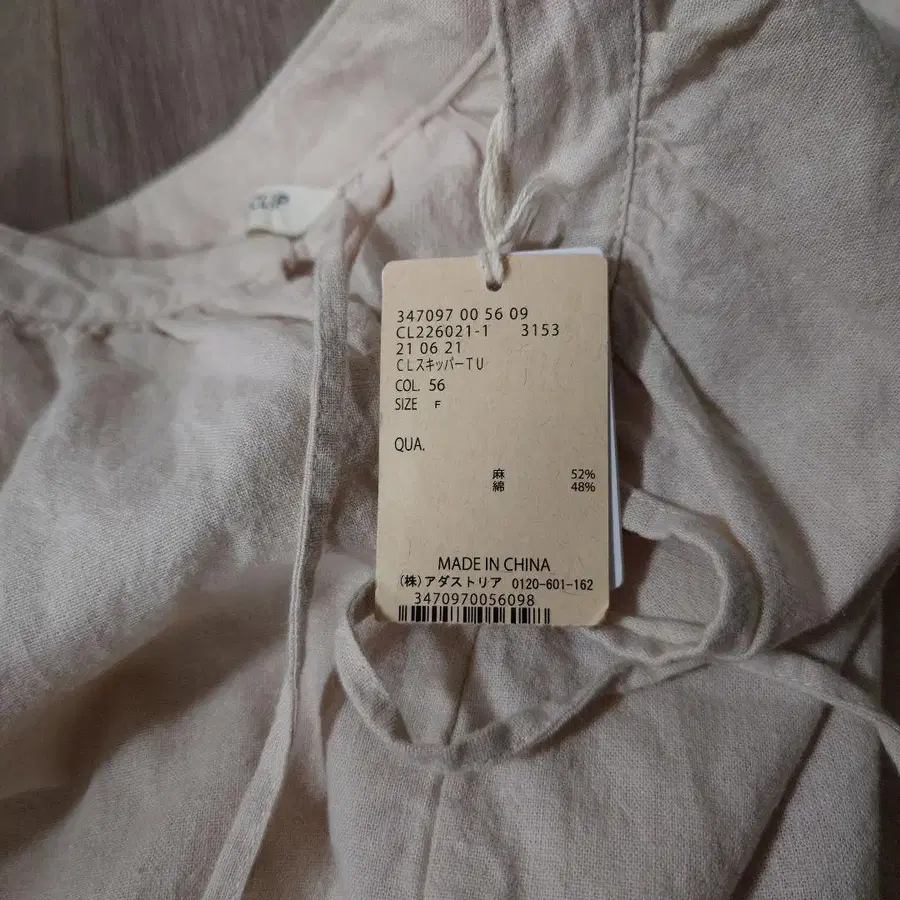 CLIP
347097 00 56 09
CL226021-1 3153
21 06 21
CLスキッパーTU
COL. 56
SIZE F
QUA.
麻 52%
綿 48%
MADE IN CHINA
(株)アダストリア 0120-601-162
3470970056098